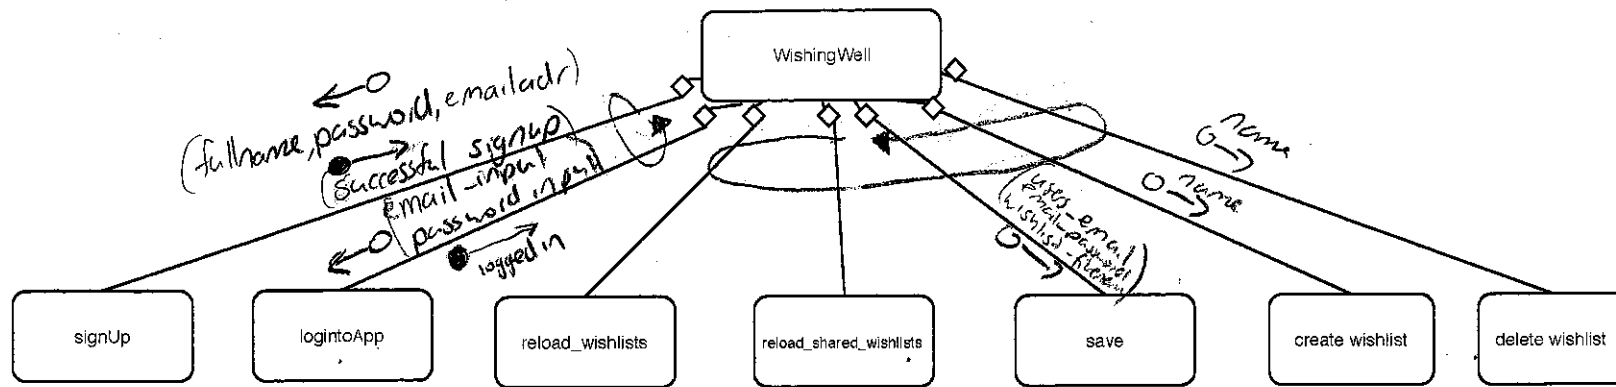 WishingWell
(fullname, password, emailadr)
(successful signup)
(email_input
password input)
logged in
name
name
(users_email
email_password
signUp
logintoApp
reload_wishlists
reload_shared_wishlists
save
create wishlist
delete wishlist